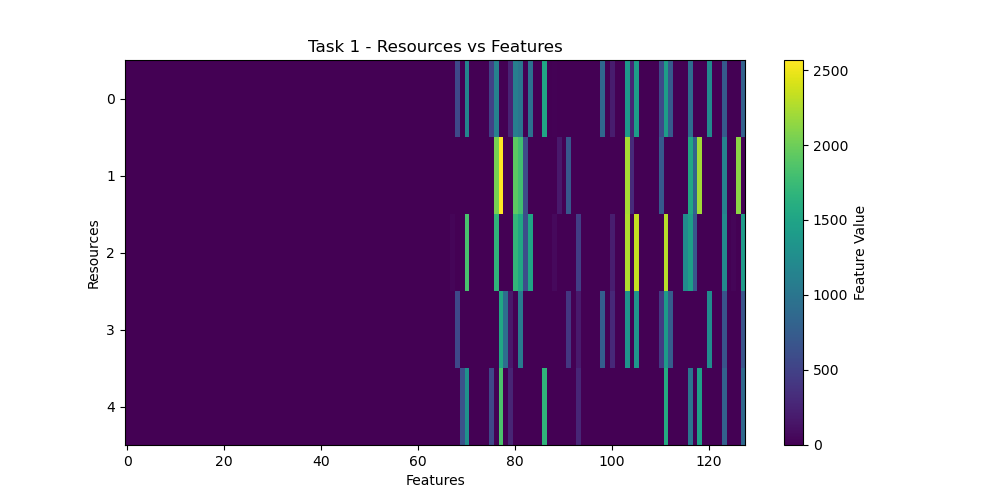 Task 1 - Resources vs Features
0
1
2
3
4
Resources
0 20 40 60 80 100 120
Features
2500
2000
1500
1000
500
0
Feature Value